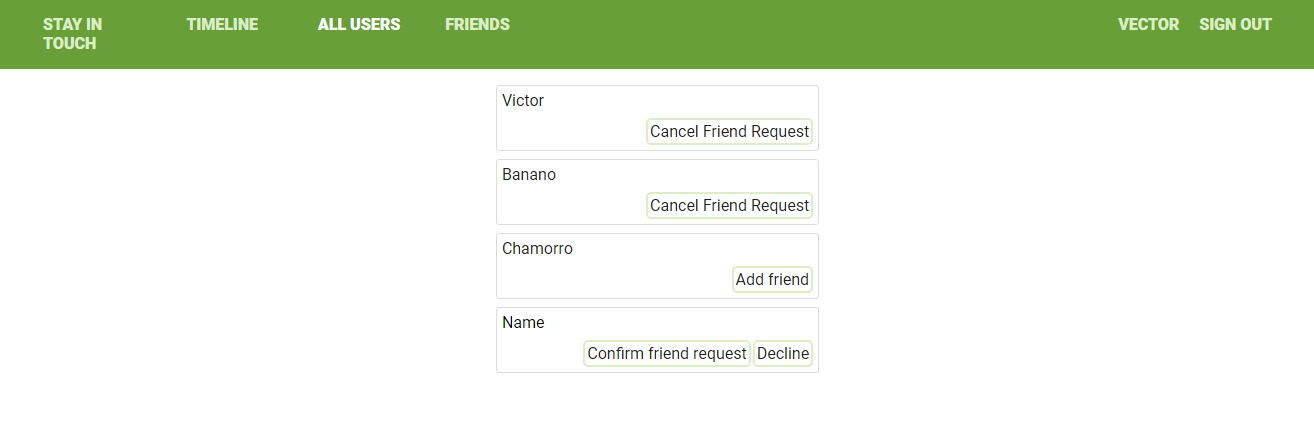 STAY IN TOUCH
TIMELINE
ALL USERS
FRIENDS
VECTOR
SIGN OUT
Victor
Cancel Friend Request
Banano
Cancel Friend Request
Chamorro
Add friend
Name
Confirm friend request
Decline